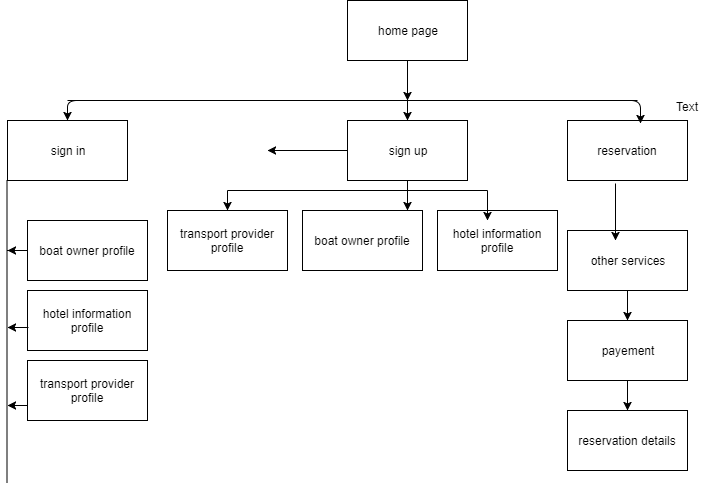 home page
Text
sign in
sign up
reservation
transport provider
profile
boat owner profile
hotel information
profile
boat owner profile
hotel information
profile
transport provider
profile
other services
payement
reservation details